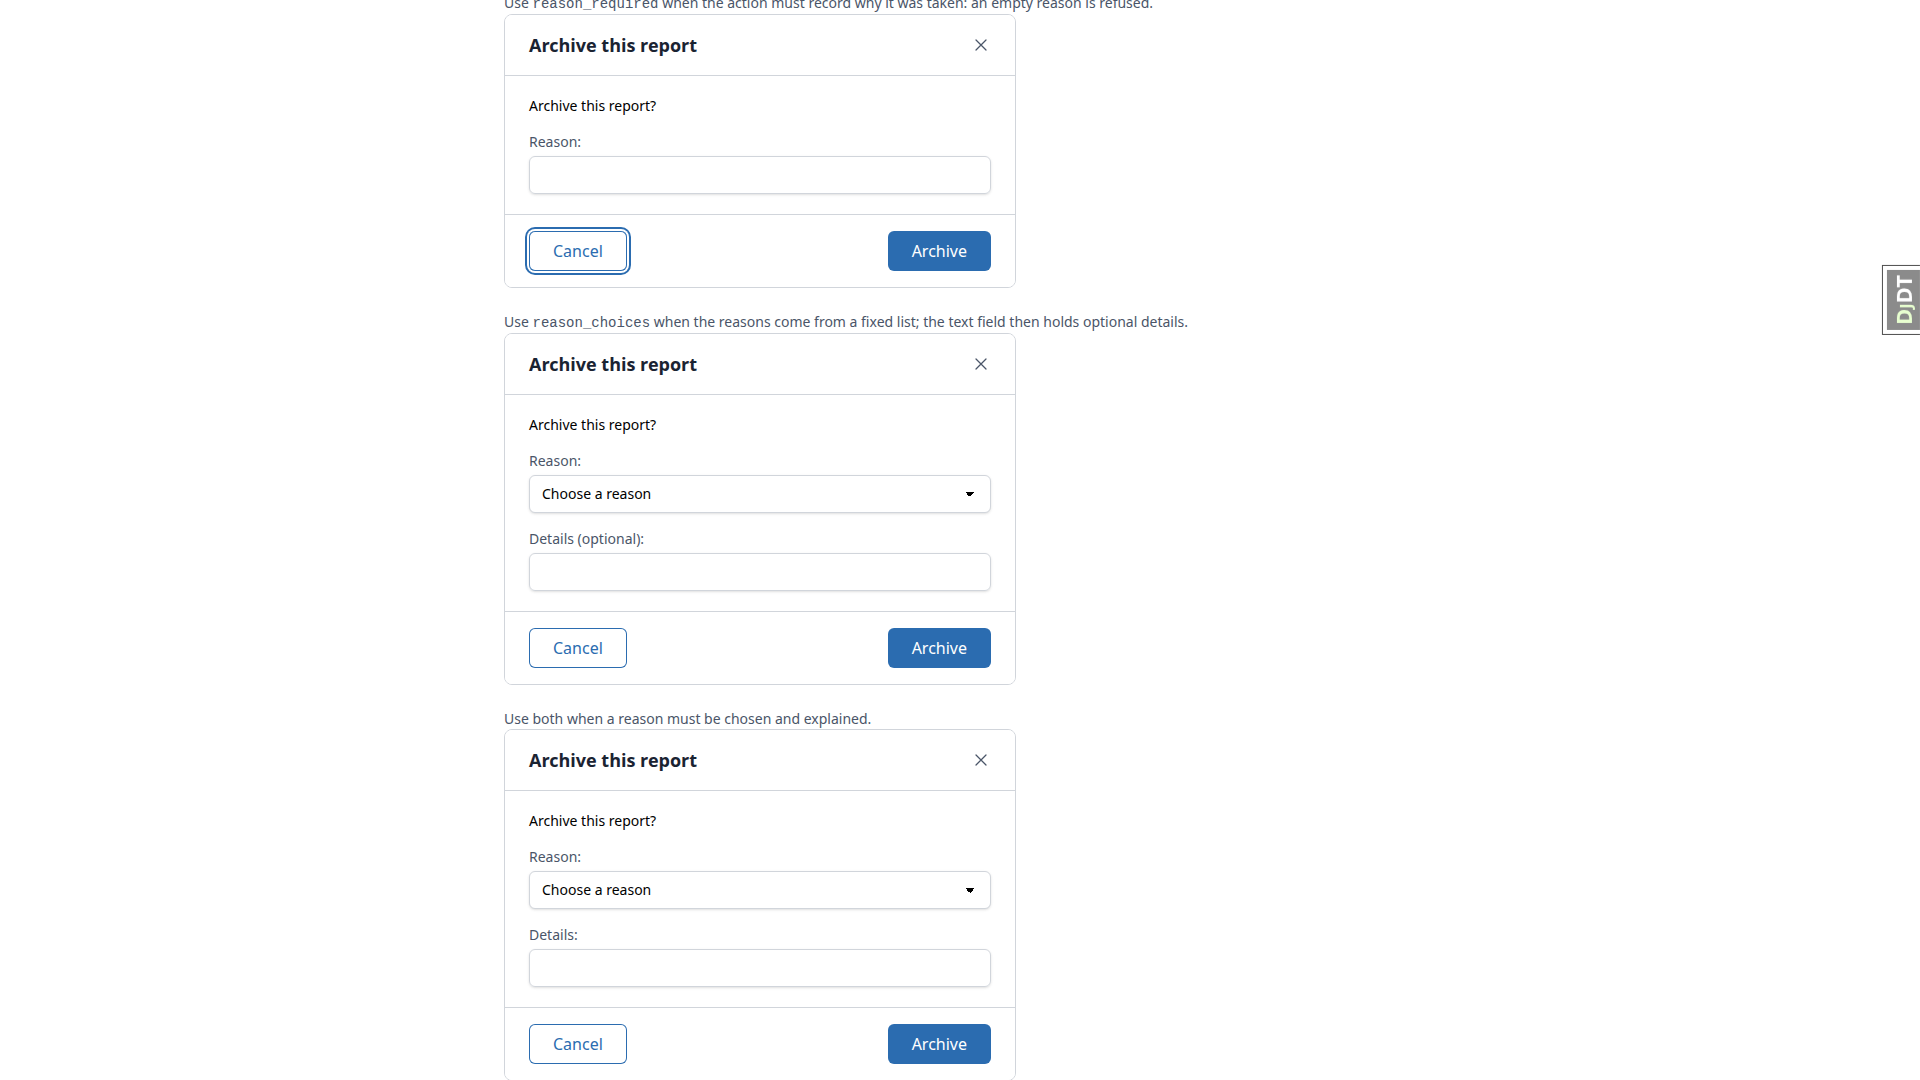 Use reason_required when the action must record why it was taken: an empty reason is refused.
Archive this report
Archive this report?
Reason:
Cancel
Archive
Use reason_choices when the reasons come from a fixed list; the text field then holds optional details.
Archive this report
Archive this report?
Reason:
Choose a reason
Details (optional):
Cancel
Archive
Use both when a reason must be chosen and explained.
Archive this report
Archive this report?
Reason:
Choose a reason
Details:
Cancel
Archive
DjDT